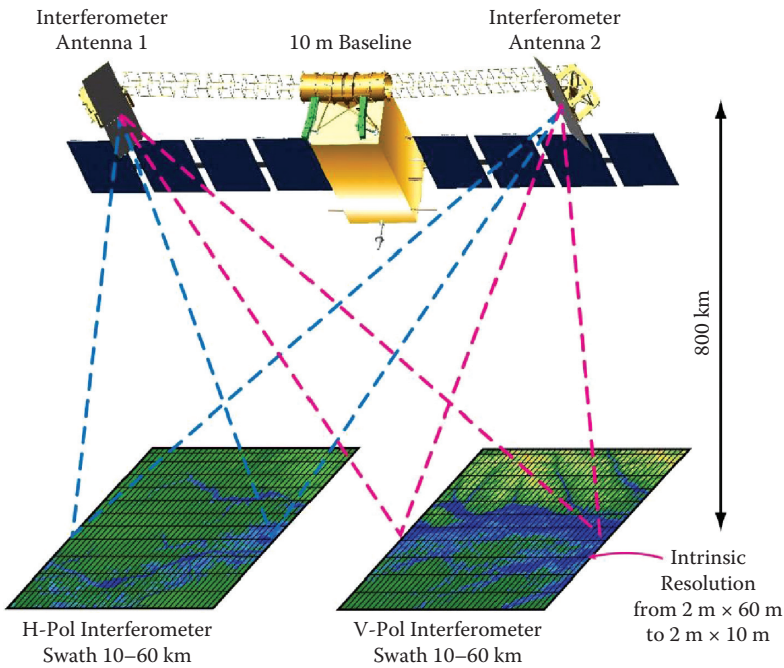 Interferometer
Antenna 1
10 m Baseline
Interferometer
Antenna 2
800 km
Intrinsic
Resolution
from 2 m × 60 m
to 2 m × 10 m
H-Pol Interferometer
Swath 10–60 km
V-Pol Interferometer
Swath 10–60 km